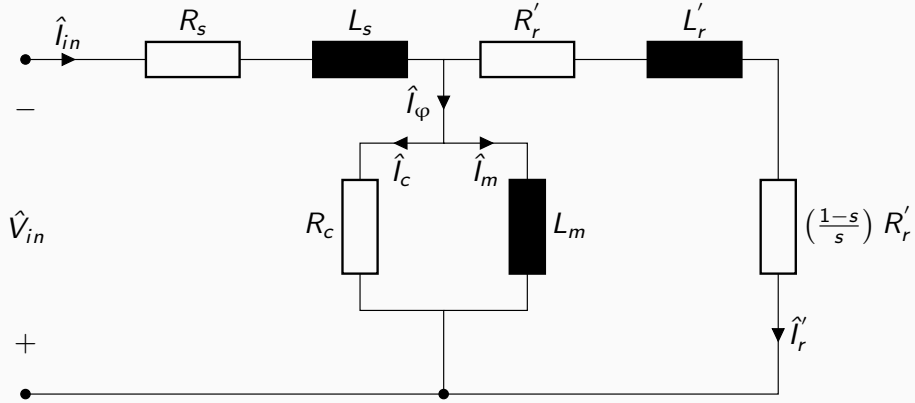 Î_in R_s L_s R_r' L_r'
−
Î_φ
Î_c Î_m
V̂_in R_c L_m ((1−s)/s) R_r'
+
Î_r'